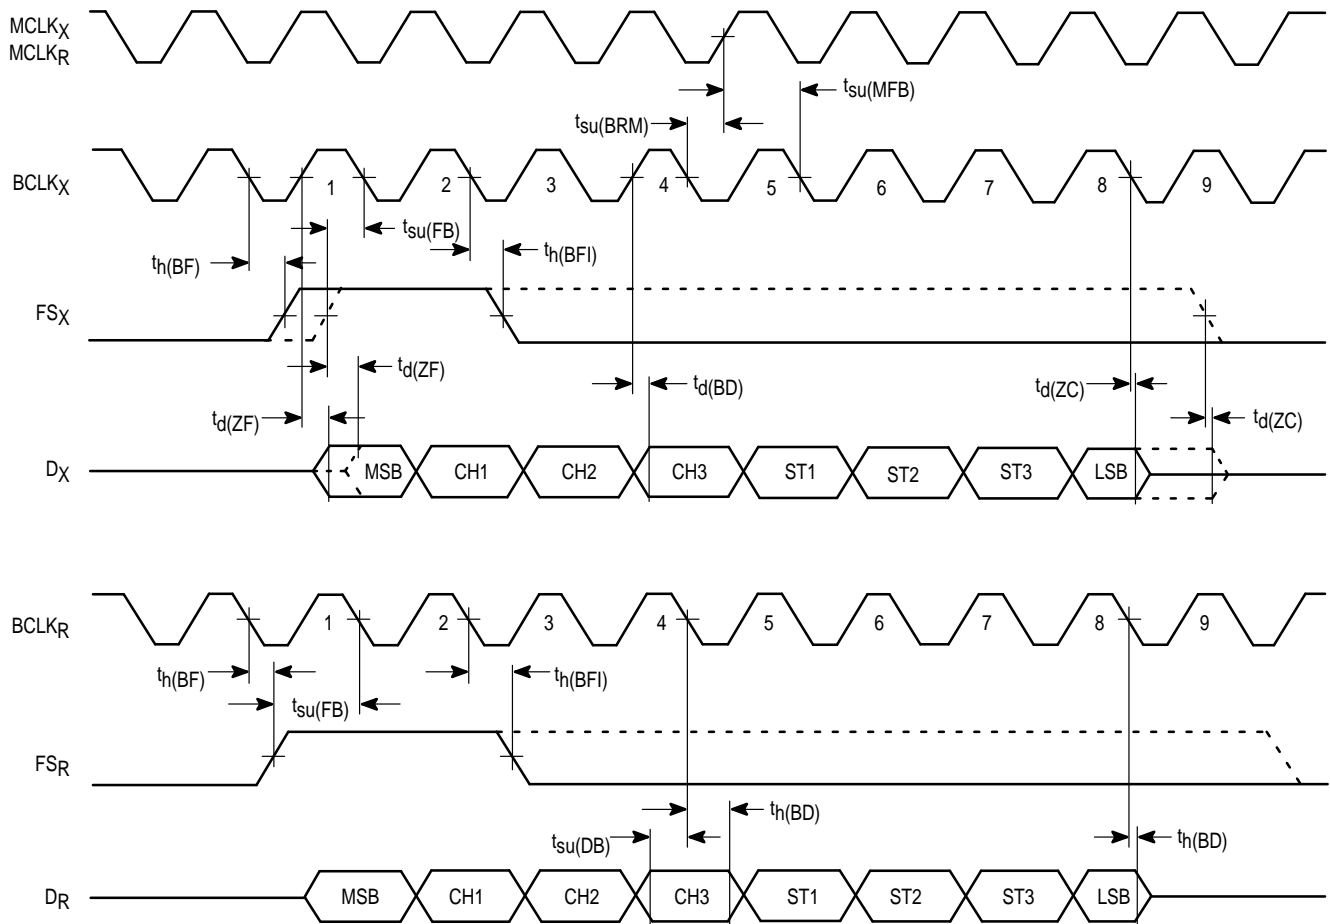 MCLKX
MCLKR
tsu(MFB)
tsu(BRM)
BCLKX 1 2 3 4 5 6 7 8 9
tsu(FB)
th(BF) th(BFI)
FSX
td(ZF) td(BD) td(ZC)
td(ZF) td(ZC)
DX MSB CH1 CH2 CH3 ST1 ST2 ST3 LSB
BCLKR 1 2 3 4 5 6 7 8 9
th(BF) th(BFI)
tsu(FB)
FSR
th(BD)
tsu(DB) th(BD)
DR MSB CH1 CH2 CH3 ST1 ST2 ST3 LSB